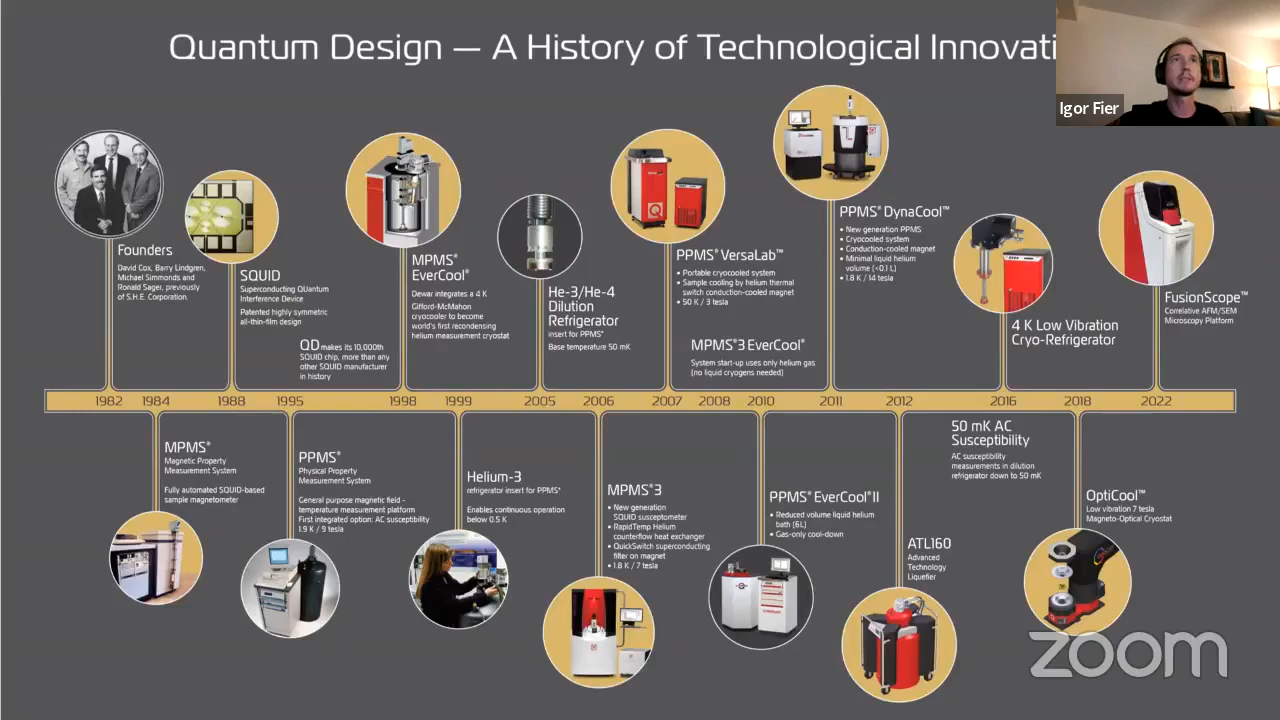 Quantum Design — A History of Technological Innovati
Igor Fier
Founders
David Cox, Barry Lindgren,
Michael Simmonds and
Ronald Sager, previously
of S.H.E. Corporation.
SQUID
Superconducting QUantum
Interference Device
Patented highly symmetric
all-thin-film design
QD makes its 10,000th
SQUID chip, more than any
other SQUID manufacturer
in history
MPMS®
EverCool®
Dewar integrates a 4 K
Gifford-McMahon
cryocooler to become
world's first recondensing
helium measurement cryostat
He-3/He-4
Dilution
Refrigerator
insert for PPMS®
Base temperature 50 mK
PPMS® VersaLab™
• Portable cryocooled system
• Sample cooling by helium thermal
switch conduction-cooled magnet
• 50 K / 3 tesla
MPMS®3 EverCool®
System start-up uses only helium gas
(no liquid cryogens needed)
PPMS® DynaCool™
• New generation PPMS
• Cryocooled system
• Conduction-cooled magnet
• Minimal liquid helium
volume (<0.1 L)
• 1.8 K / 14 tesla
4 K Low Vibration
Cryo-Refrigerator
FusionScope™
Correlative AFM/SEM
Microscopy Platform
1982 1984 1988 1995 1998 1999 2005 2006 2007 2008 2010 2011 2012 2016 2018 2022
MPMS®
Magnetic Property
Measurement System
Fully automated SQUID-based
sample magnetometer
PPMS®
Physical Property
Measurement System
General purpose magnetic field -
temperature measurement platform
First integrated option: AC susceptibility
1.9 K / 9 tesla
Helium-3
refrigerator insert for PPMS®
Enables continuous operation
below 0.5 K
MPMS®3
• New generation
SQUID susceptometer
• RapidTemp Helium
counterflow heat exchanger
• QuickSwitch superconducting
filter on magnet
• 1.8 K / 7 tesla
PPMS® EverCool® II
• Reduced volume liquid helium
bath (6L)
• Gas-only cool-down
ATL160
Advanced
Technology
Liquefier
50 mK AC
Susceptibility
AC susceptibility
measurements in dilution
refrigerator down to 50 mK
OptiCool™
Low vibration 7 tesla
Magneto-Optical Cryostat
zoom